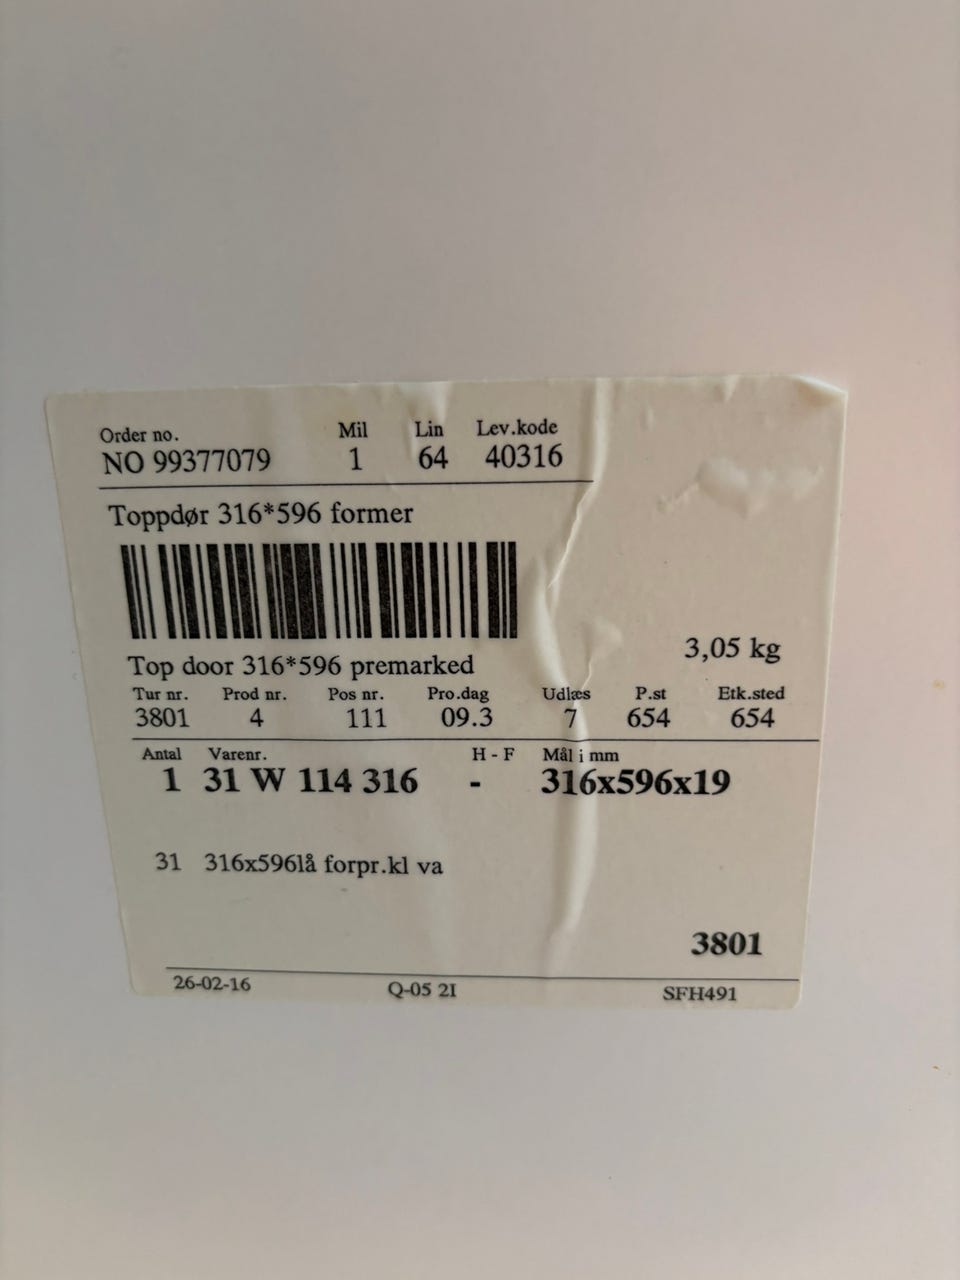 Order no. Mil Lin Lev.kode
NO 99377079 1 64 40316
Toppdør 316*596 former
Top door 316*596 premarked
3,05 kg
Tur nr. Prod nr. Pos nr. Pro.dag Udlæs P.st Etk.sted
3801 4 111 09.3 7 654 654
Antal Varenr. H - F Mål i mm
1 31 W 114 316 - 316x596x19
31 316x596lå forpr.kl va
3801
26-02-16 Q-05 2I SFH491